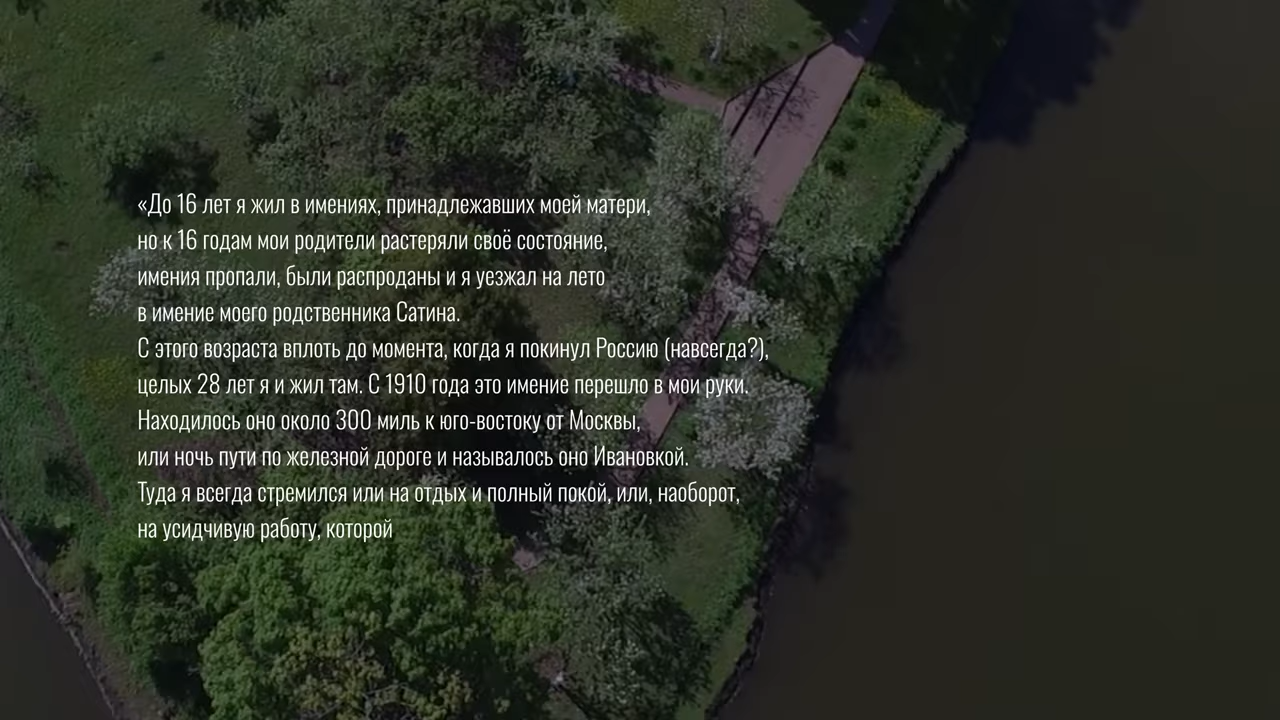 «До 16 лет я жил в имениях, принадлежавших моей матери,
но к 16 годам мои родители растеряли своё состояние,
имения пропали, были распроданы и я уезжал на лето
в имение моего родственника Сатина.
С этого возраста вплоть до момента, когда я покинул Россию (навсегда?),
целых 28 лет я и жил там. С 1910 года это имение перешло в мои руки.
Находилось оно около 300 миль к юго-востоку от Москвы,
или ночь пути по железной дороге и называлось оно Ивановкой.
Туда я всегда стремился или на отдых и полный покой, или, наоборот,
на усидчивую работу, которой